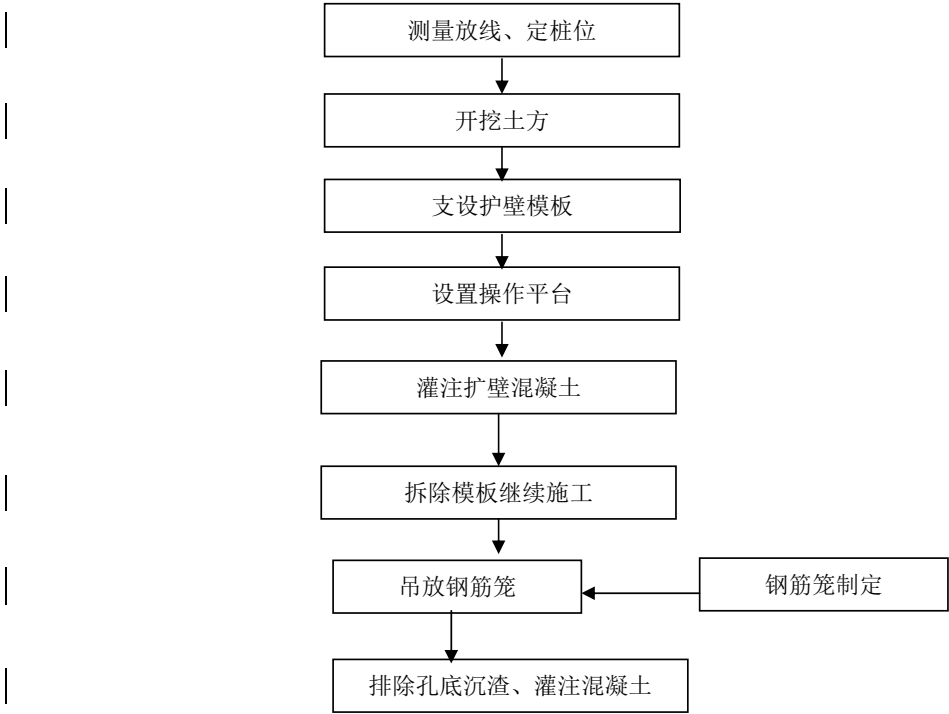 测量放线、定桩位
开挖土方
支设护壁模板
设置操作平台
灌注扩壁混凝土
拆除模板继续施工
吊放钢筋笼
钢筋笼制定
排除孔底沉渣、灌注混凝土